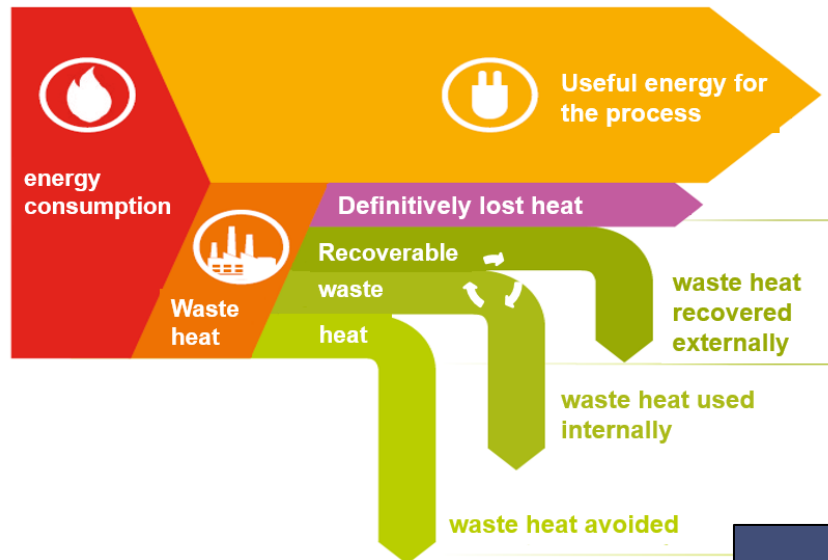 Useful energy for
the process
energy
consumption
Definitively lost heat
Recoverable
waste
heat
Waste
heat
waste heat
recovered
externally
waste heat used
internally
waste heat avoided